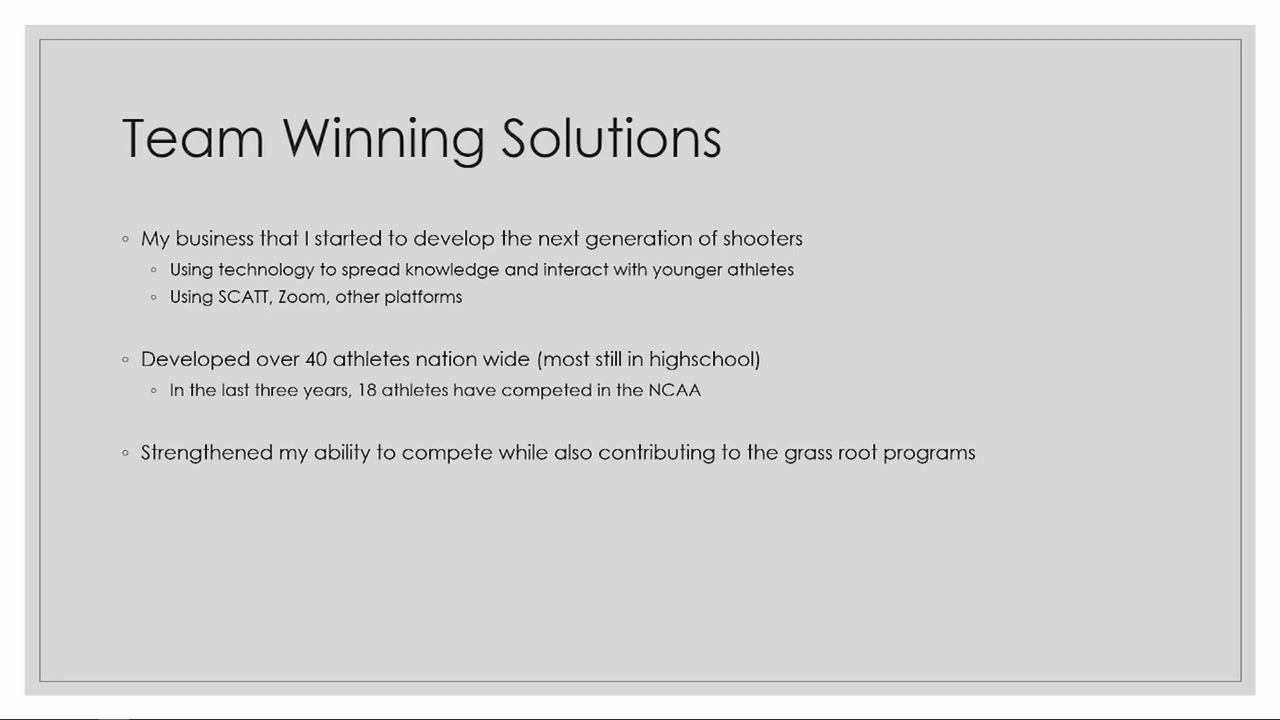 Team Winning Solutions
◦ My business that I started to develop the next generation of shooters
◦ Using technology to spread knowledge and interact with younger athletes
◦ Using SCATT, Zoom, other platforms
◦ Developed over 40 athletes nation wide (most still in highschool)
◦ In the last three years, 18 athletes have competed in the NCAA
◦ Strengthened my ability to compete while also contributing to the grass root programs